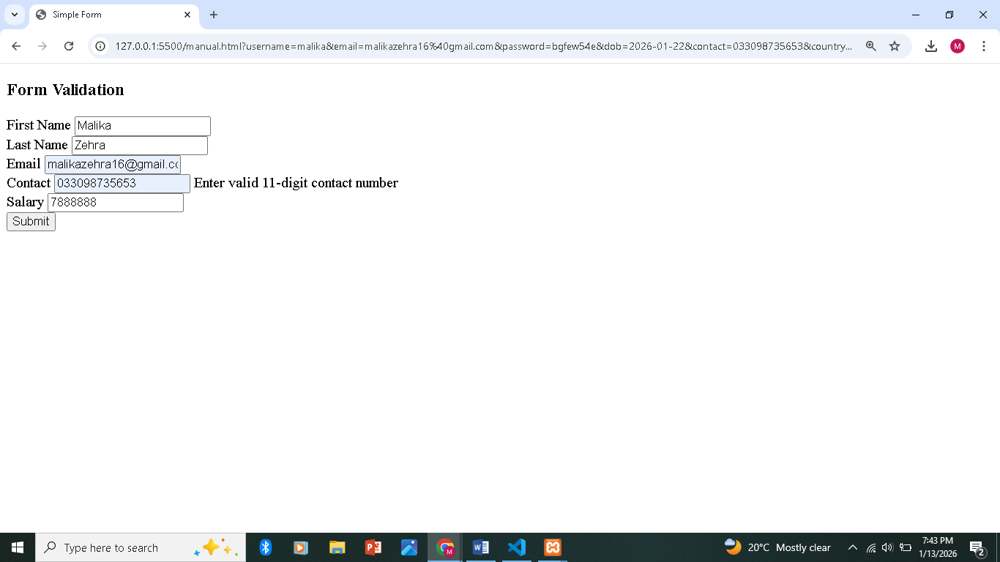 Simple Form
127.0.0.1:5500/manual.html?username=malika&email=malikazehra16%40gmail.com&password=bgfew54e&dob=2026-01-22&contact=033098735653&country...
M
Form Validation
First Name Malika
Last Name Zehra
Email malikazehra16@gmail.co
Contact 033098735653 Enter valid 11-digit contact number
Salary 7888888
Submit
Type here to search
20°C Mostly clear
7:43 PM
1/13/2026
2